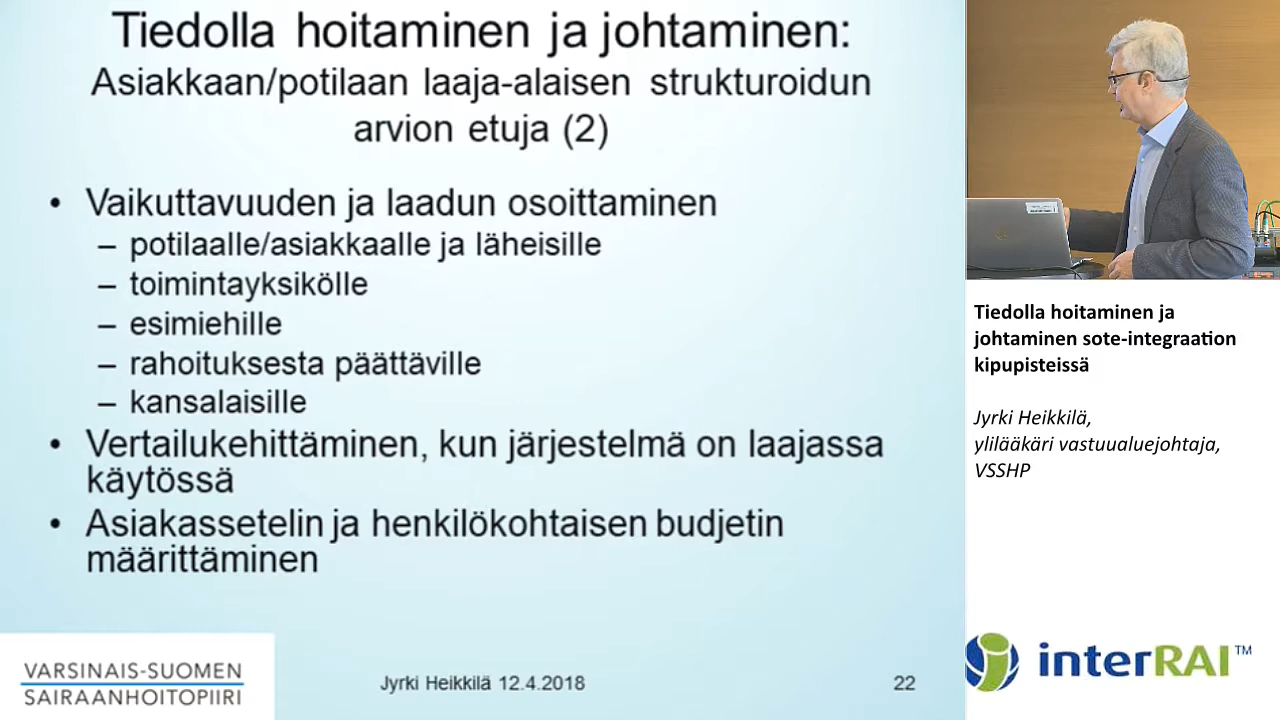 Tiedolla hoitaminen ja johtaminen:
Asiakkaan/potilaan laaja-alaisen strukturoidun
arvion etuja (2)
• Vaikuttavuuden ja laadun osoittaminen
– potilaalle/asiakkaalle ja läheisille
– toimintayksikölle
– esimiehille
– rahoituksesta päättäville
– kansalaisille
• Vertailukehittäminen, kun järjestelmä on laajassa
käytössä
• Asiakassetelin ja henkilökohtaisen budjetin
määrittäminen
VARSINAIS-SUOMEN
SAIRAANHOITOPIIRI
Jyrki Heikkilä 12.4.2018
22
Tiedolla hoitaminen ja
johtaminen sote-integraation
kipupisteissä
Jyrki Heikkilä,
ylilääkäri vastuualuejohtaja,
VSSHP
interRAI™